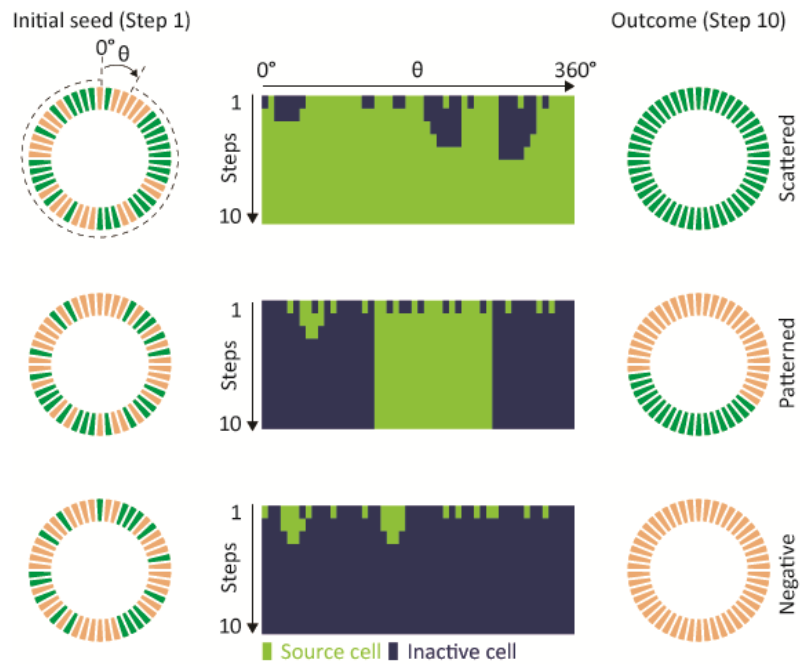 Initial seed (Step 1)
Outcome (Step 10)
0°
θ
0°
θ
360°
1
Steps
10
Scattered
1
Steps
10
Patterned
1
Steps
10
Negative
Source cell
Inactive cell